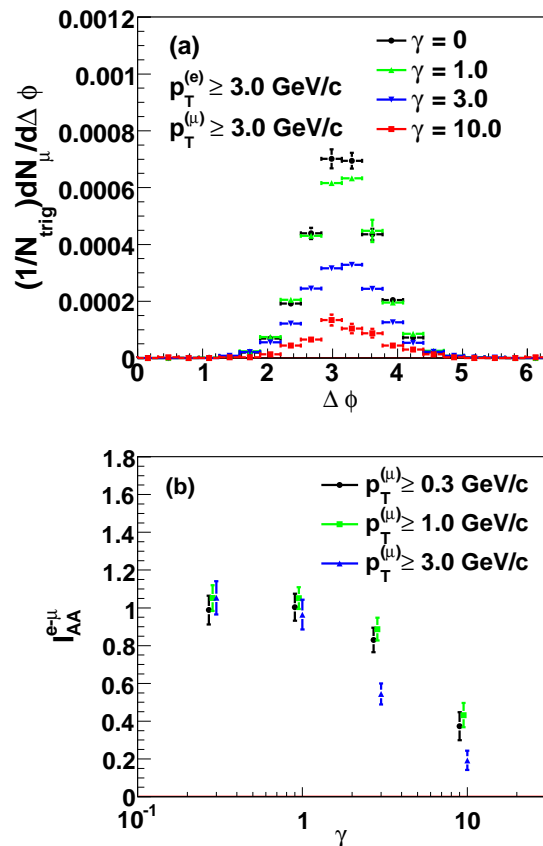 0.0012
(a)
γ = 0
0.001
p_T^(e) ≥ 3.0 GeV/c
γ = 1.0
γ = 3.0
0.0008
p_T^(μ) ≥ 3.0 GeV/c
γ = 10.0
0.0006
0.0004
0.0002
0
(1/N_trig)dN_μ/dΔ φ
0 1 2 3 4 5 6
Δ φ
1.8
(b)
p_T^(μ) ≥ 0.3 GeV/c
1.6
p_T^(μ) ≥ 1.0 GeV/c
1.4
p_T^(μ) ≥ 3.0 GeV/c
1.2
1
0.8
0.6
0.4
0.2
0
I_AA^e-μ
10^-1 1 10
γ